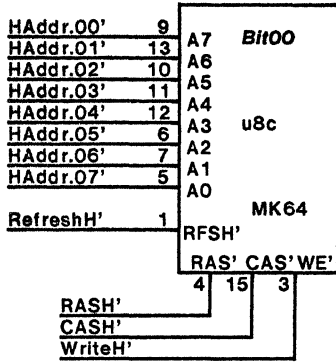 HAddr.00' 9 A7 Bit00
HAddr.01' 13 A6
HAddr.02' 10 A5
HAddr.03' 11 A4
HAddr.04' 12 A3 u8c
HAddr.05' 6 A2
HAddr.06' 7 A1
HAddr.07' 5 A0
MK64
RefreshH' 1 RFSH'
RAS' CAS' WE'
4 15 3
RASH'
CASH'
WriteH'